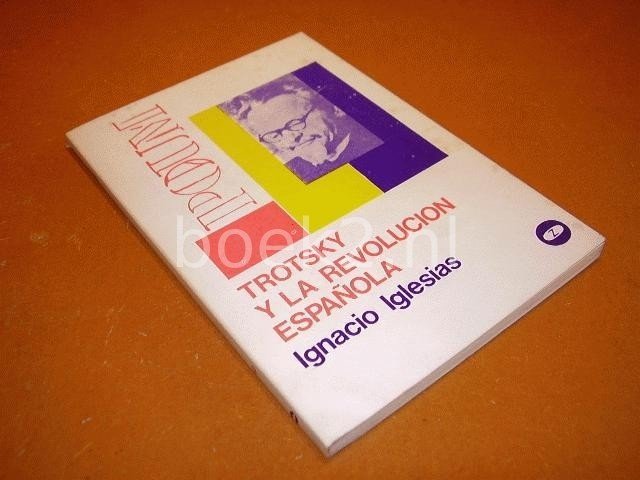 POUM
TROTSKY
Y LA REVOLUCION
ESPAÑOLA
Ignacio Iglesias
Z
boek2.nl